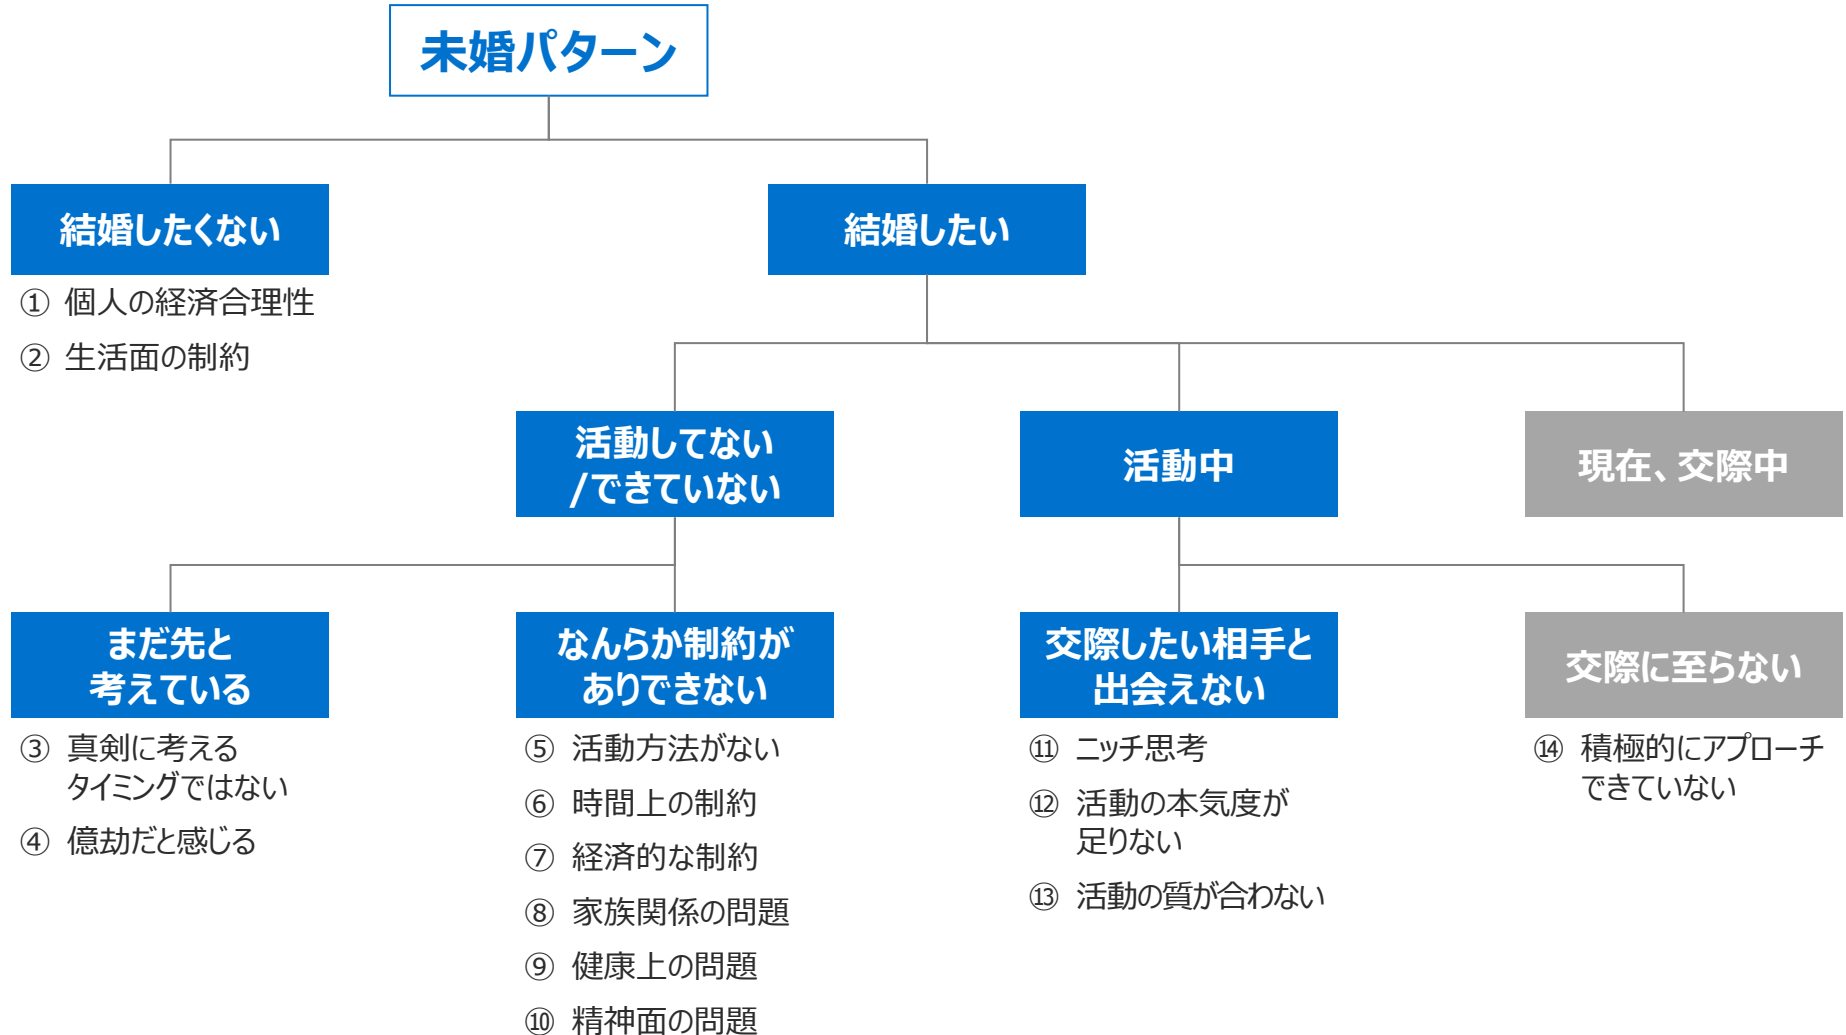 未婚パターン
結婚したくない
結婚したい
① 個人の経済合理性
② 生活面の制約
活動してない
/できていない
活動中
現在、交際中
まだ先と
考えている
なんらか制約が
ありできない
交際したい相手と
出会えない
交際に至らない
③ 真剣に考える
タイミングではない
④ 億劫だと感じる
⑤ 活動方法がない
⑥ 時間上の制約
⑦ 経済的な制約
⑧ 家族関係の問題
⑨ 健康上の問題
⑩ 精神面の問題
⑪ ニッチ思考
⑫ 活動の本気度が
足りない
⑬ 活動の質が合わない
⑭ 積極的にアプローチ
できていない